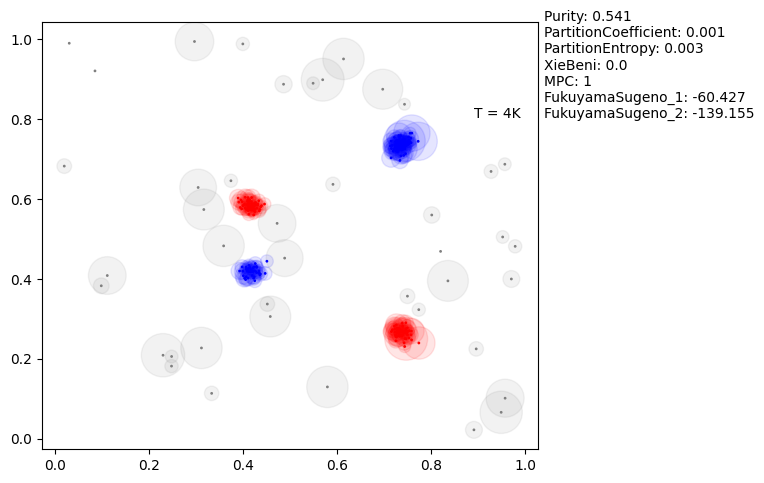 Purity: 0.541
PartitionCoefficient: 0.001
PartitionEntropy: 0.003
XieBeni: 0.0
MPC: 1
FukuyamaSugeno_1: -60.427
FukuyamaSugeno_2: -139.155
T = 4K
1.0
0.8
0.6
0.4
0.2
0.0
0.0 0.2 0.4 0.6 0.8 1.0